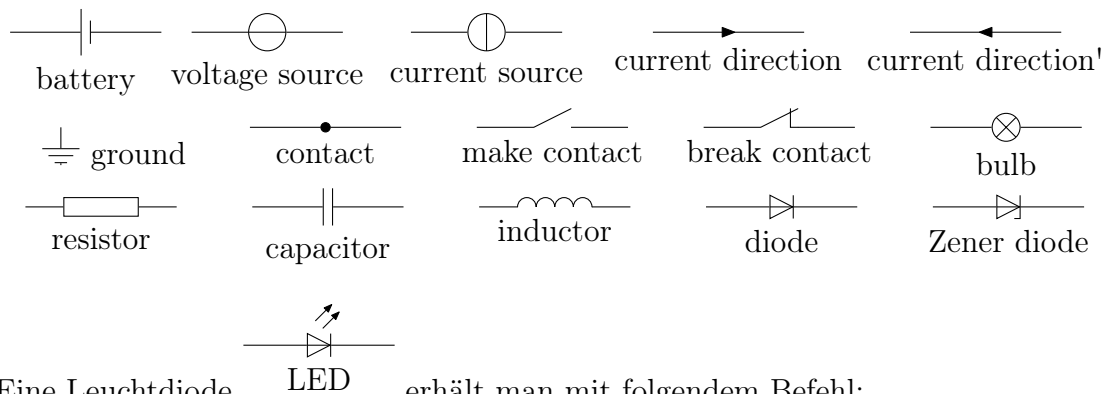 battery voltage source current source current direction current direction'
ground contact make contact break contact bulb
resistor capacitor inductor diode Zener diode
LED
Eine Leuchtdiode erhält man mit folgendem Befehl: